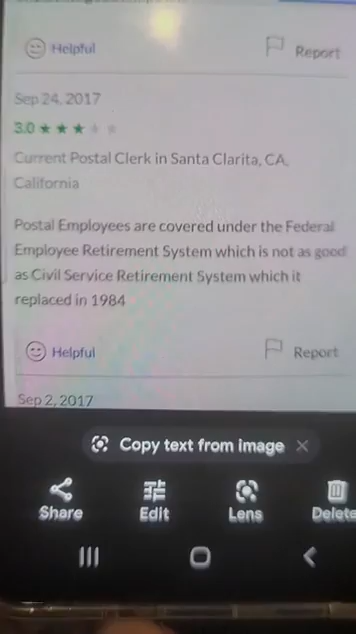 Helpful
Report
Sep 24, 2017
3.0 ★ ★ ★ ★ ★
Current Postal Clerk in Santa Clarita, CA,
California
Postal Employees are covered under the Federal
Employee Retirement System which is not as good
as Civil Service Retirement System which it
replaced in 1984
Helpful
Report
Sep 2, 2017
Copy text from image ×
Share
Edit
Lens
Delete